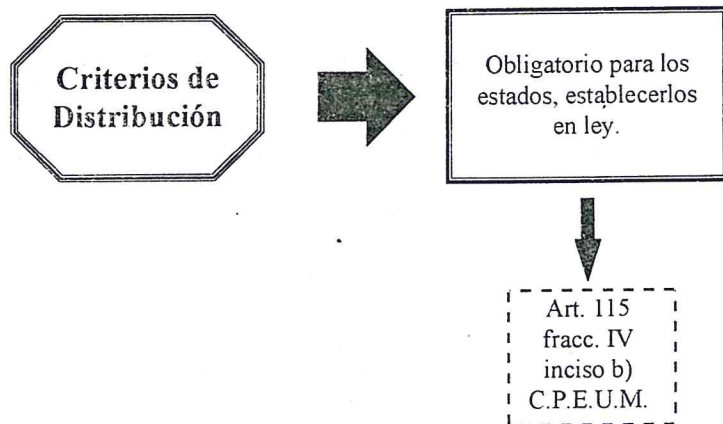 Criterios de
Distribución
Obligatorio para los
estados, establecerlos
en ley.
Art. 115
fracc. IV
inciso b)
C.P.E.U.M.